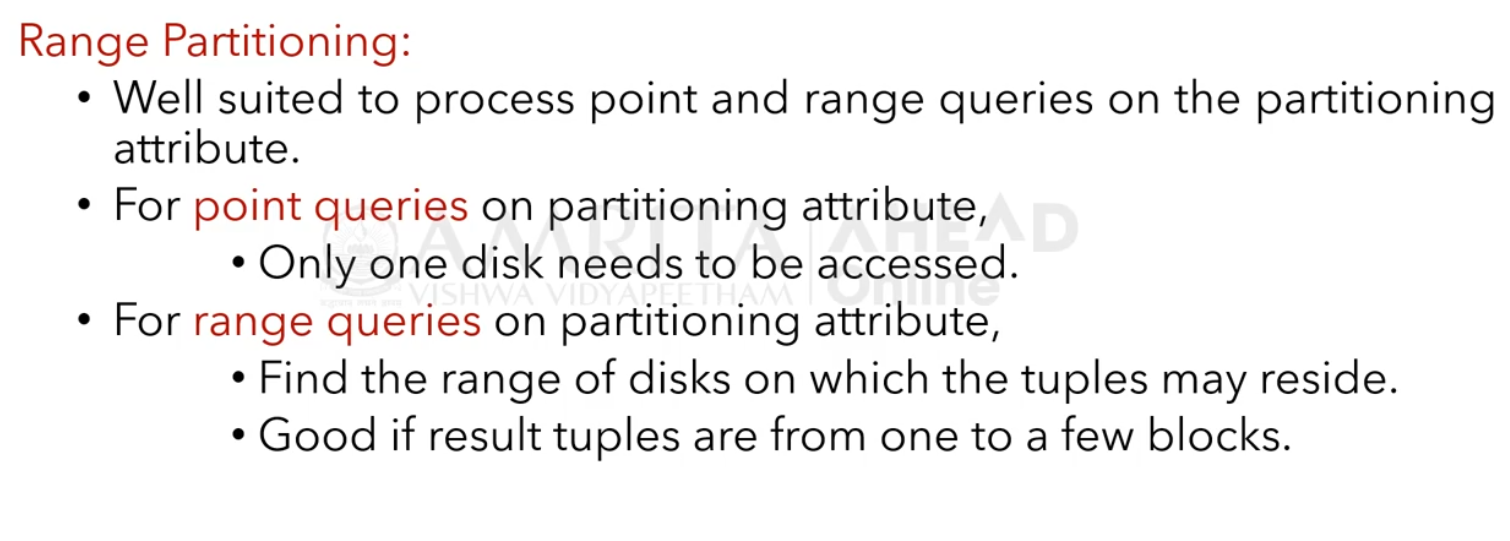 Range Partitioning:
• Well suited to process point and range queries on the partitioning
attribute.
• For point queries on partitioning attribute,
• Only one disk needs to be accessed.
• For range queries on partitioning attribute,
• Find the range of disks on which the tuples may reside.
• Good if result tuples are from one to a few blocks.
AMRITA
VISHWA VIDYAPEETHAM
AHEAD
Online